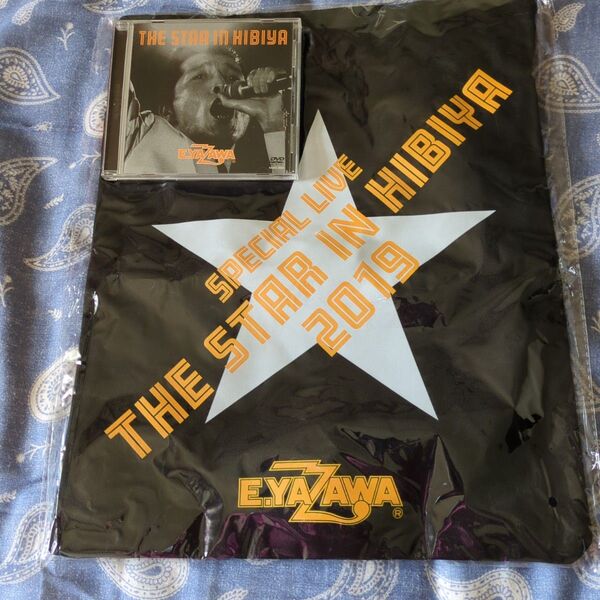 THE STAR IN HIBIYA
E.YAZAWA
DVD
SPECIAL LIVE
THE STAR IN HIBIYA
2019
E.YAZAWA®